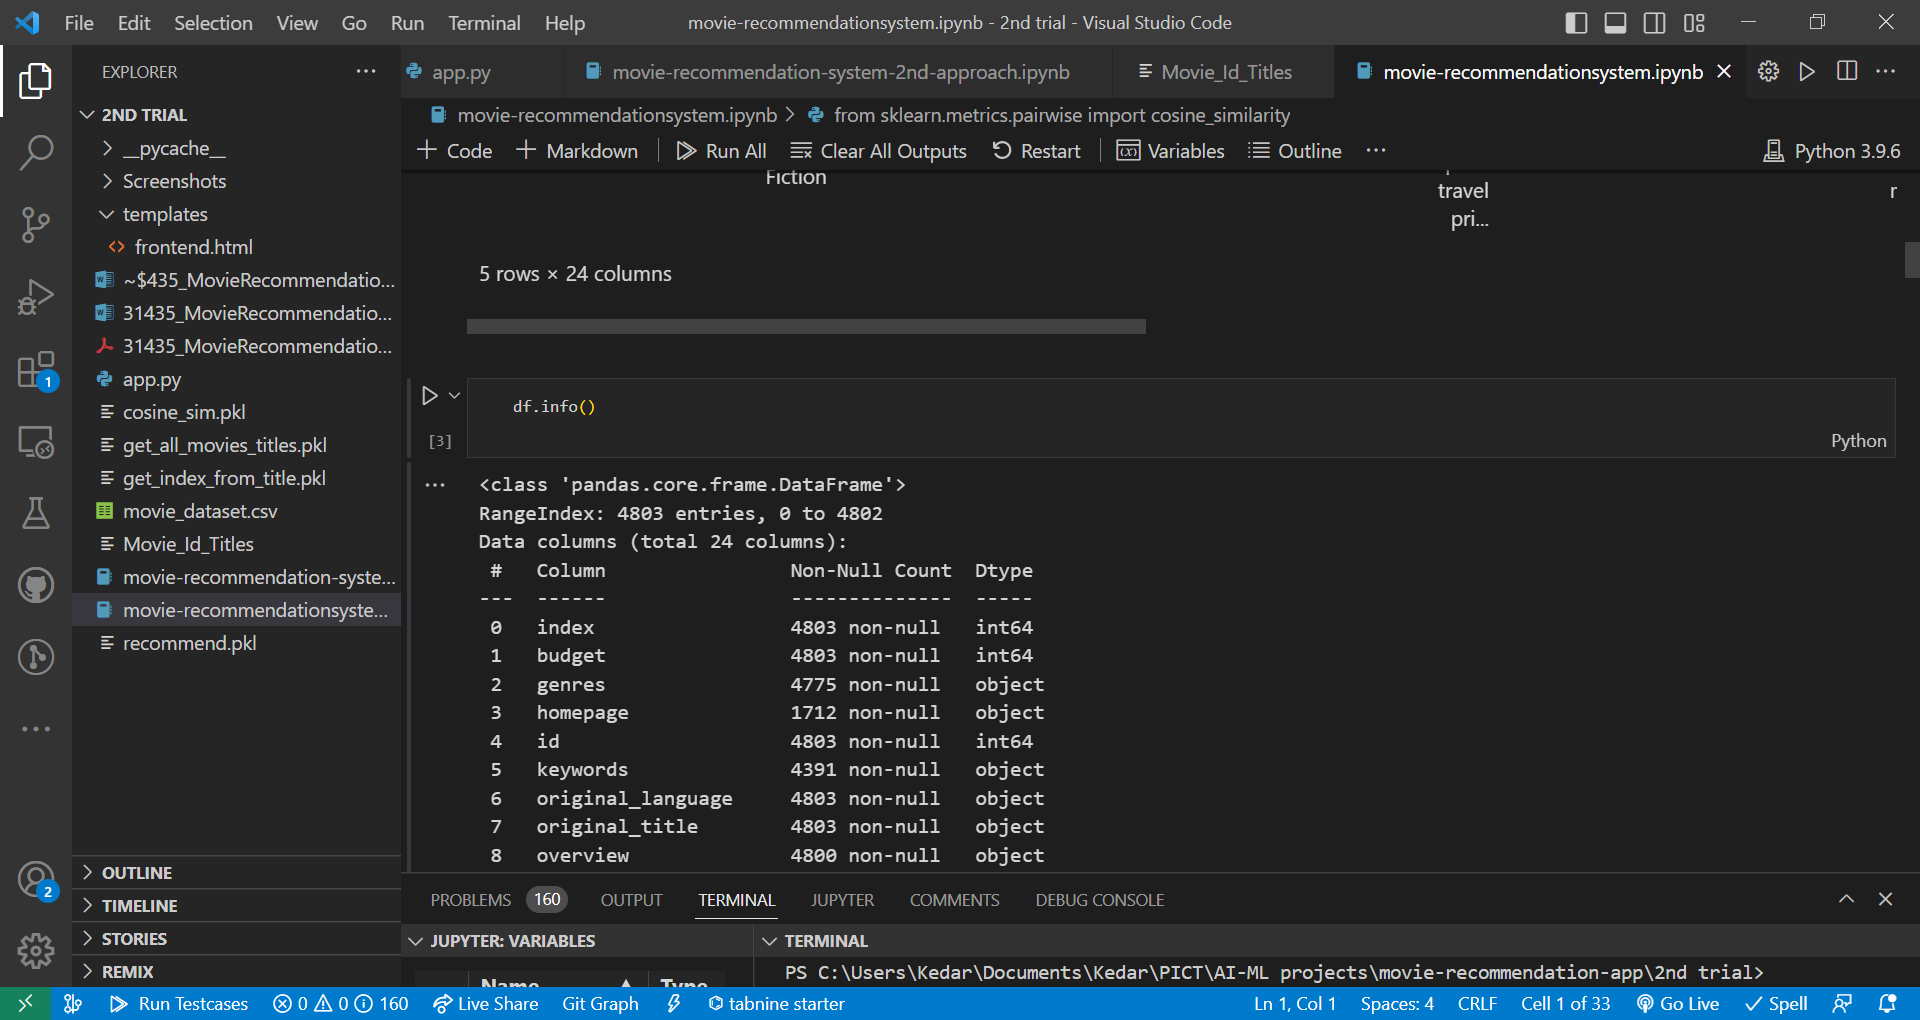 File Edit Selection View Go Run Terminal Help movie-recommendationsystem.ipynb - 2nd trial - Visual Studio Code
EXPLORER
app.py movie-recommendation-system-2nd-approach.ipynb Movie_Id_Titles movie-recommendationsystem.ipynb
movie-recommendationsystem.ipynb > from sklearn.metrics.pairwise import cosine_similarity
+ Code + Markdown Run All Clear All Outputs Restart Variables Outline ... Python 3.9.6
2ND TRIAL
__pycache__
Screenshots
templates
frontend.html
~$435_MovieRecommendatio...
31435_MovieRecommendatio...
31435_MovieRecommendatio...
app.py
cosine_sim.pkl
get_all_movies_titles.pkl
get_index_from_title.pkl
movie_dataset.csv
Movie_Id_Titles
movie-recommendation-syste...
movie-recommendationsyste...
recommend.pkl
OUTLINE
TIMELINE
STORIES
REMIX
Fiction
travel
pri...
r
5 rows × 24 columns
df.info()
[3]
Python
<class 'pandas.core.frame.DataFrame'>
RangeIndex: 4803 entries, 0 to 4802
Data columns (total 24 columns):
# Column Non-Null Count Dtype
--- ------ -------------- -----
0 index 4803 non-null int64
1 budget 4803 non-null int64
2 genres 4775 non-null object
3 homepage 1712 non-null object
4 id 4803 non-null int64
5 keywords 4391 non-null object
6 original_language 4803 non-null object
7 original_title 4803 non-null object
8 overview 4800 non-null object
PROBLEMS 160 OUTPUT TERMINAL JUPYTER COMMENTS DEBUG CONSOLE
JUPYTER: VARIABLES
Name Type
TERMINAL
PS C:\Users\Kedar\Documents\Kedar\PICT\AI-ML projects\movie-recommendation-app\2nd trial>
1
2
Run Testcases 0 0 160 Live Share Git Graph tabnine starter Ln 1, Col 1 Spaces: 4 CRLF Cell 1 of 33 Go Live Spell